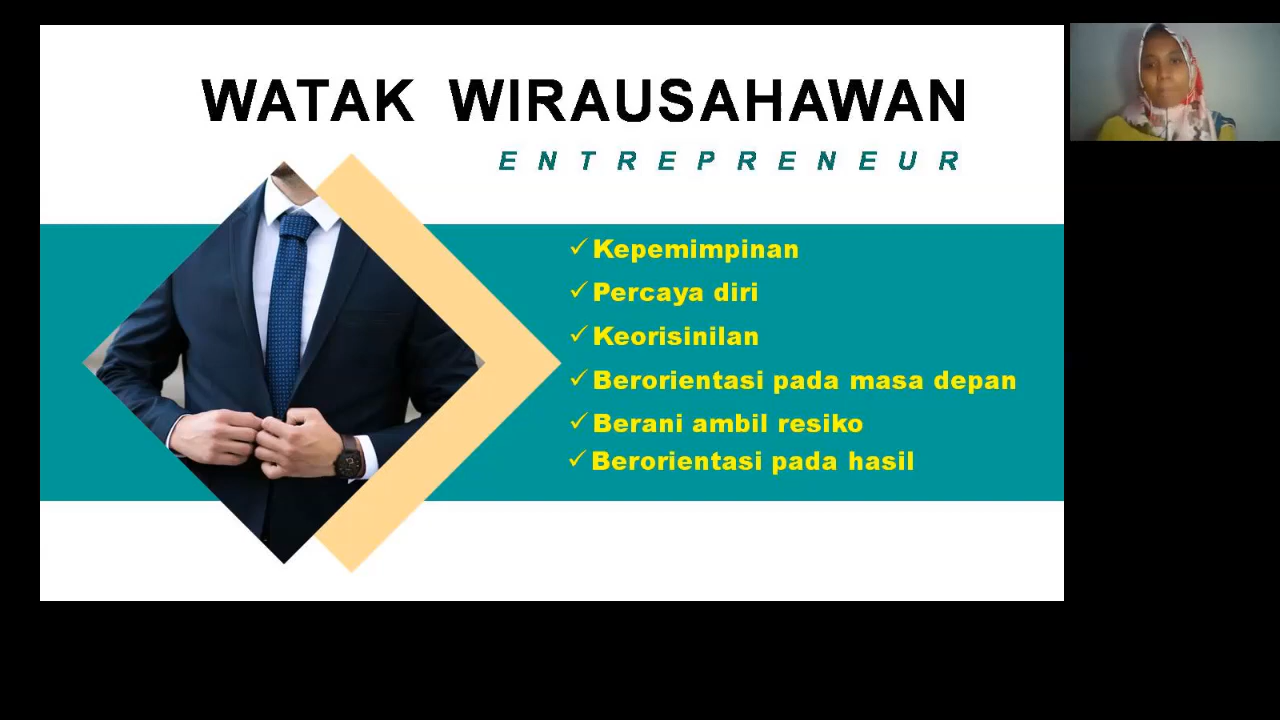 WATAK WIRAUSAHAWAN
ENTREPRENEUR
✓Kepemimpinan
✓Percaya diri
✓Keorisinilan
✓Berorientasi pada masa depan
✓Berani ambil resiko
✓Berorientasi pada hasil